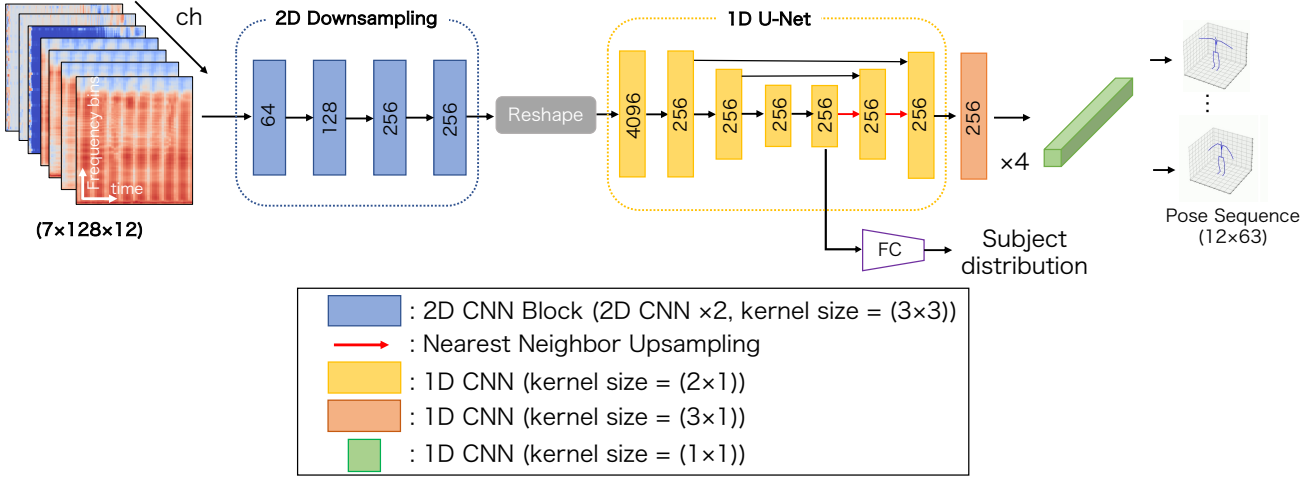 ch
Frequency bins
time
(7×128×12)
2D Downsampling
64
128
256
256
Reshape
1D U-Net
4096
256
256
256
256
256
256
256
×4
FC
Subject
distribution
Pose Sequence
(12×63)
: 2D CNN Block (2D CNN ×2, kernel size = (3×3))
: Nearest Neighbor Upsampling
: 1D CNN (kernel size = (2×1))
: 1D CNN (kernel size = (3×1))
: 1D CNN (kernel size = (1×1))